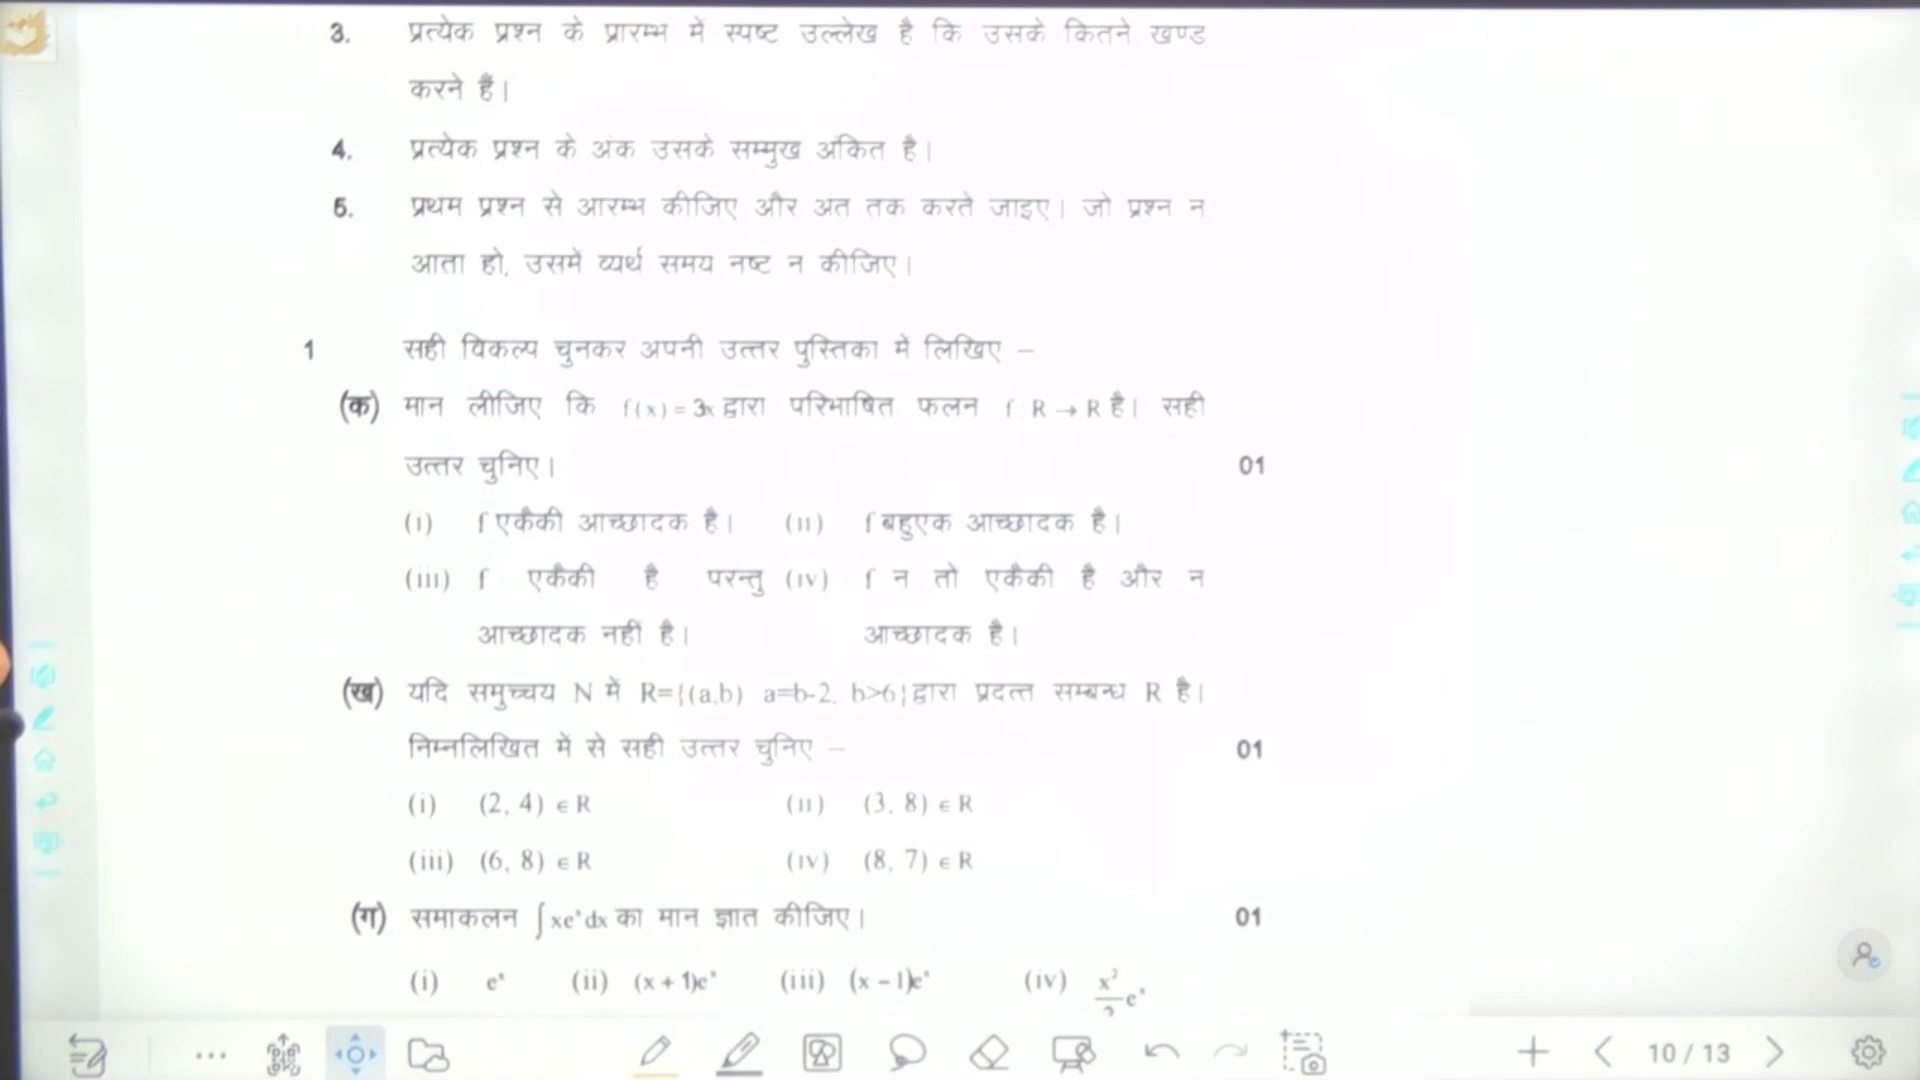 3. प्रत्येक प्रश्न के प्रारम्भ में स्पष्ट उल्लेख है कि उसके कितने खण्ड
करने हैं।
4. प्रत्येक प्रश्न के अंक उसके सम्मुख अंकित है।
5. प्रथम प्रश्न से आरम्भ कीजिए और अंत तक करते जाइए। जो प्रश्न न
आता हो, उसमें व्यर्थ समय नष्ट न कीजिए।
1 सही विकल्प चुनकर अपनी उत्तर पुस्तिका में लिखिए –
(क) मान लीजिए कि f(x) = 3x द्वारा परिभाषित फलन f R → R है। सही
उत्तर चुनिए। 01
(i) f एकैकी आच्छादक है। (ii) f बहुएक आच्छादक है।
(iii) f एकैकी है परन्तु (iv) f न तो एकैकी है और न
आच्छादक नहीं है। आच्छादक है।
(ख) यदि समुच्चय N में R={(a,b) a=b-2, b>6} द्वारा प्रदत्त सम्बन्ध R है।
निम्नलिखित में से सही उत्तर चुनिए – 01
(i) (2, 4) ∈ R (ii) (3, 8) ∈ R
(iii) (6, 8) ∈ R (iv) (8, 7) ∈ R
(ग) समाकलन ∫xeˣdx का मान ज्ञात कीजिए। 01
(i) eˣ (ii) (x + 1)eˣ (iii) (x – 1)eˣ (iv) x²/2 eˣ
10 / 13